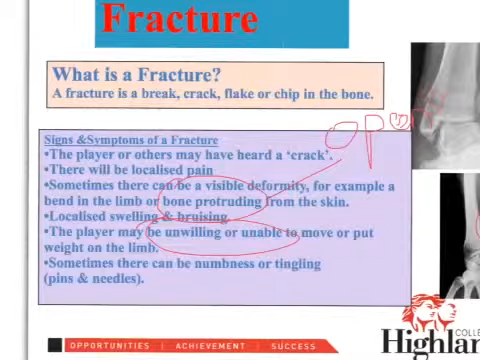 Fracture
What is a Fracture?
A fracture is a break, crack, flake or chip in the bone.
open
Signs &Symptoms of a Fracture
•The player or others may have heard a ‘crack’.
•There will be localised pain
•Sometimes there can be a visible deformity, for example a
bend in the limb or bone protruding from the skin.
•Localised swelling & bruising.
•The player may be unwilling or unable to move or put
weight on the limb.
•Sometimes there can be numbness or tingling
(pins & needles).
OPPORTUNITIES | ACHIEVEMENT | SUCCESS
COLLE
Highlan